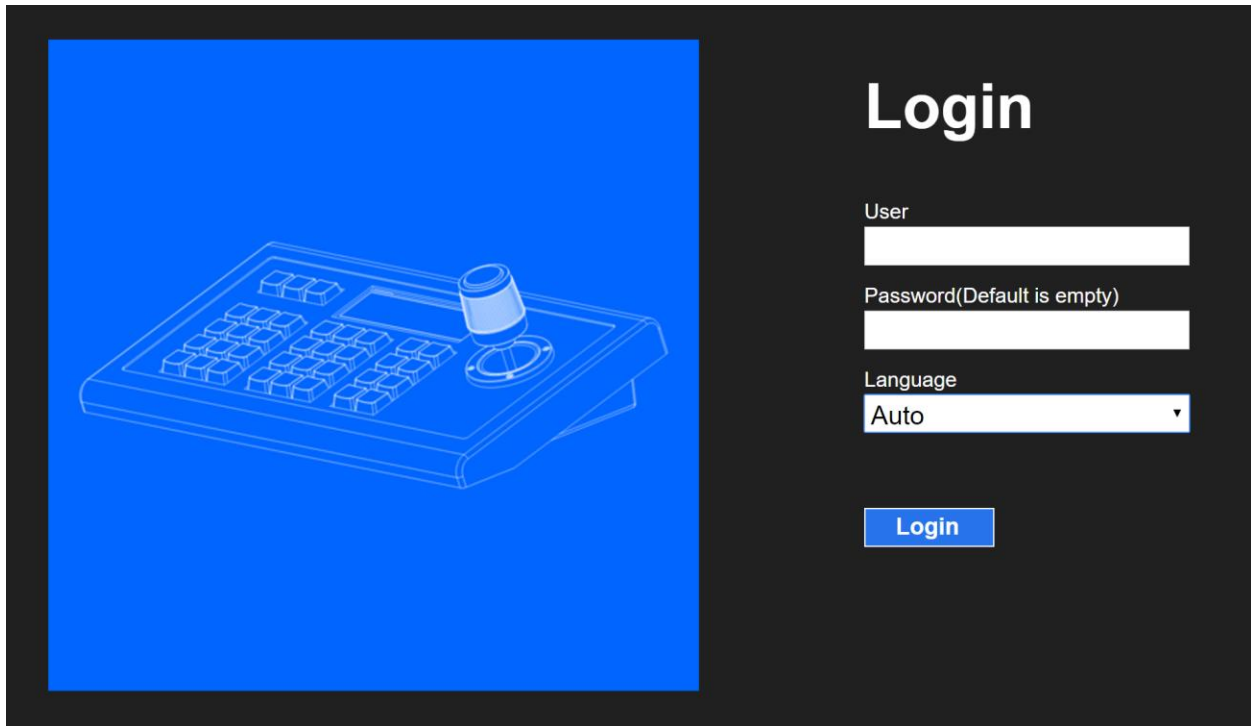 Login
User
Password(Default is empty)
Language
Auto
Login